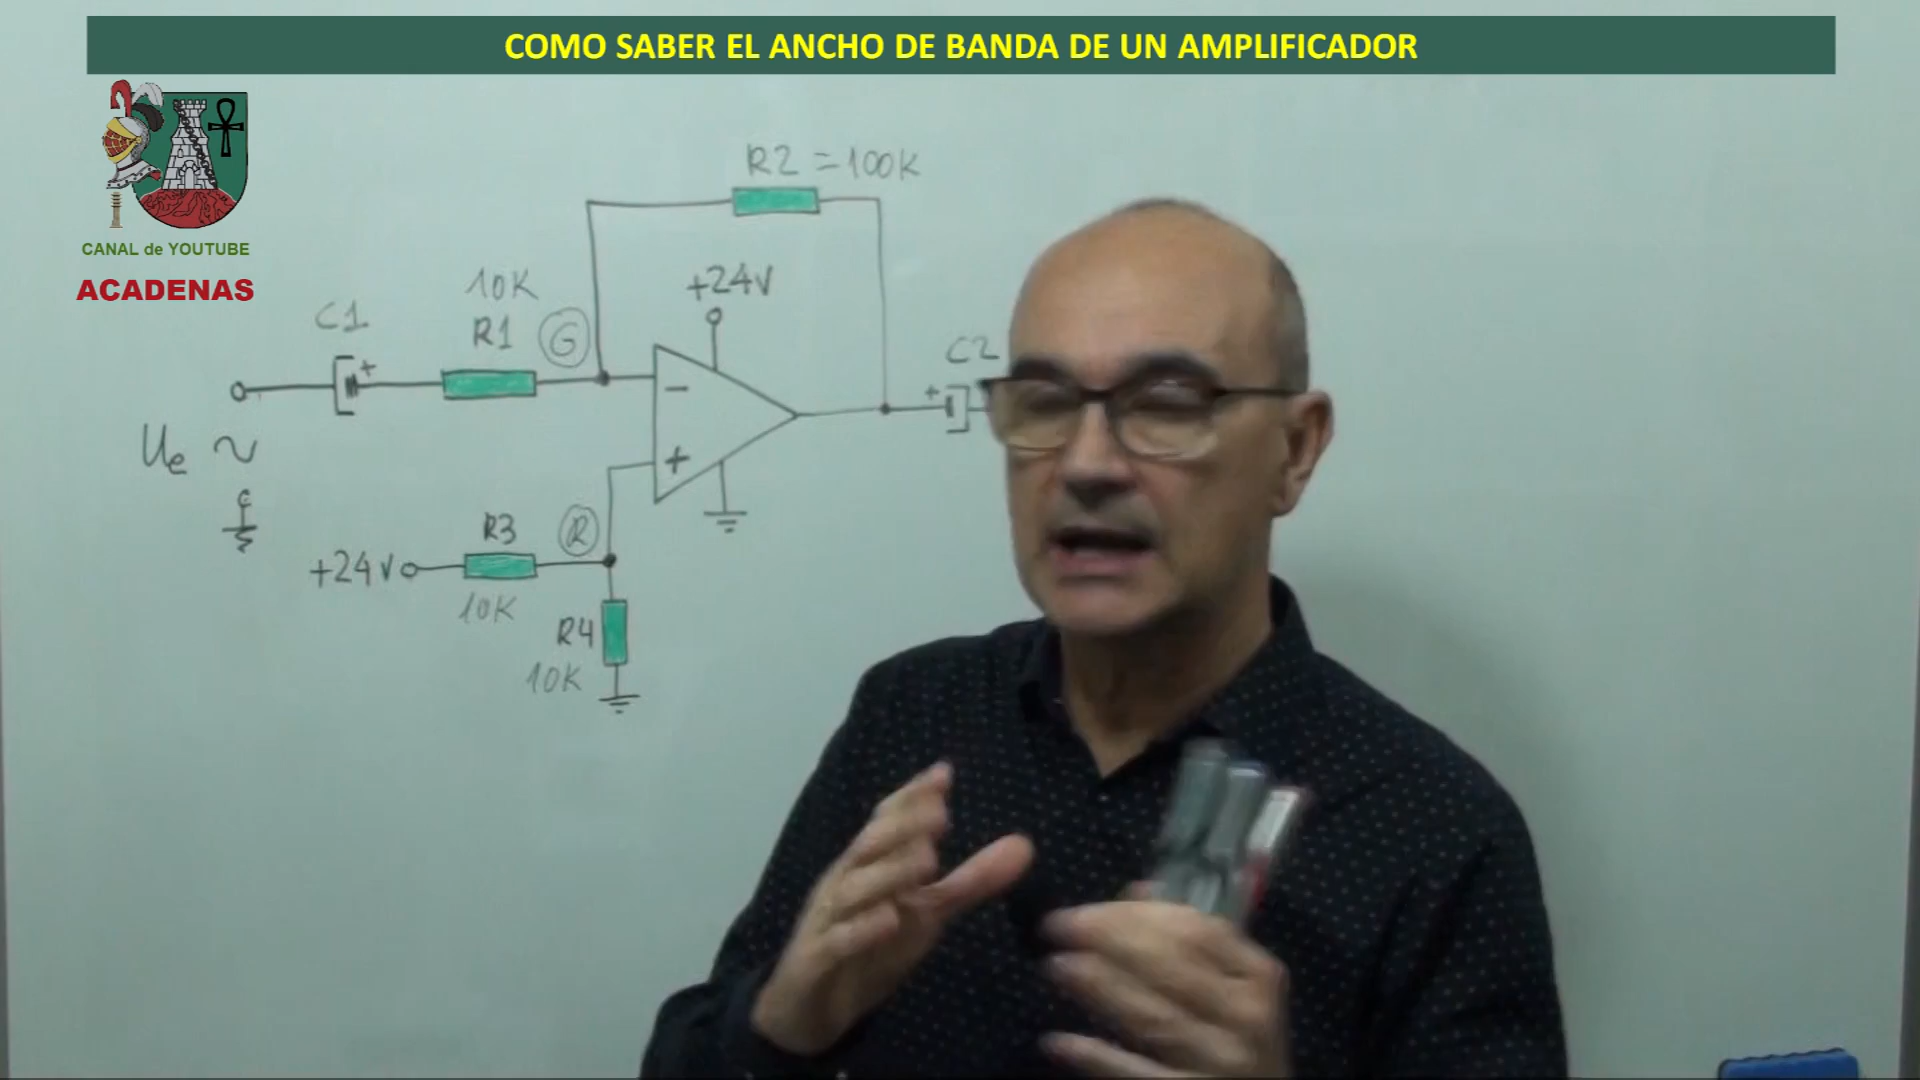 COMO SABER EL ANCHO DE BANDA DE UN AMPLIFICADOR
CANAL de YOUTUBE
ACADENAS
R2 = 100K
+24V
10K
C1
+
R1
G
C2
+
-
Ue ~
+
R3
R
+24V
10K
R4
10K